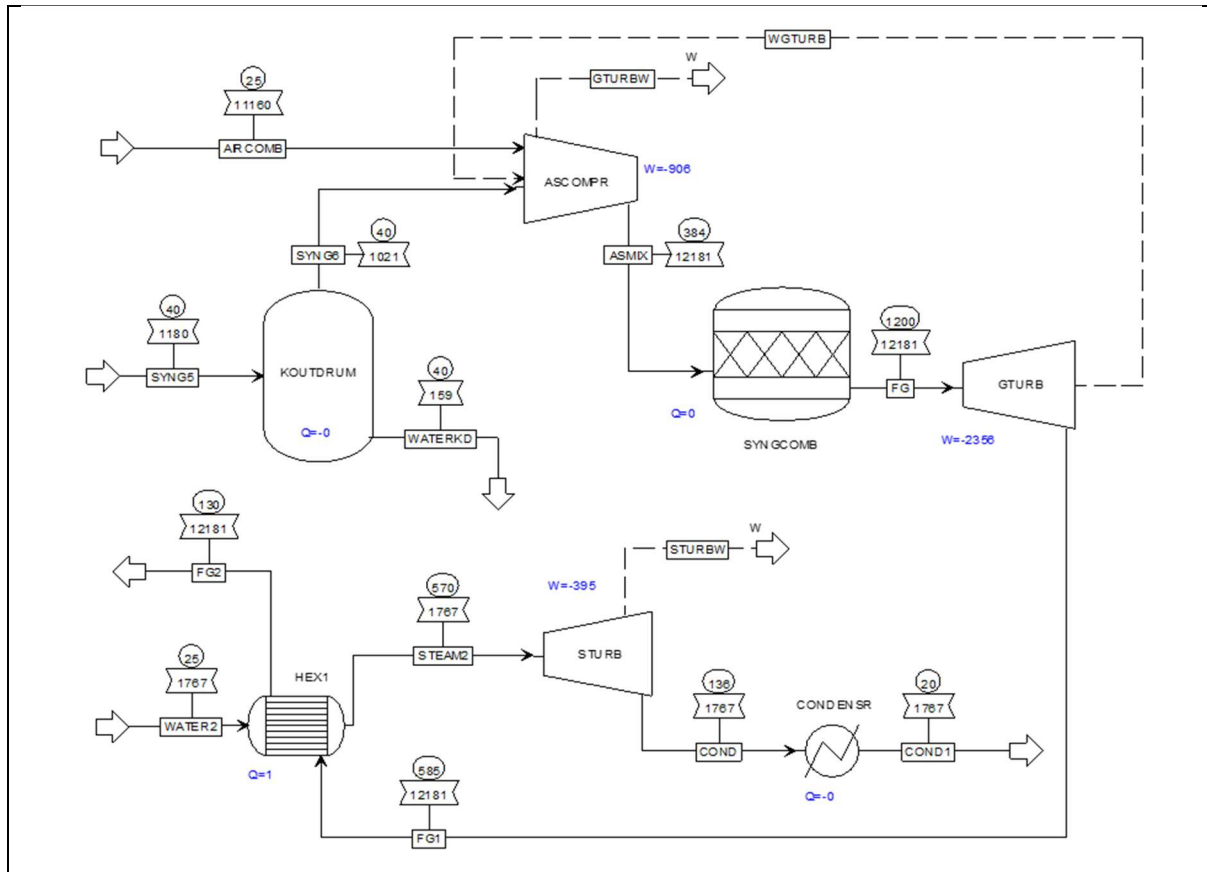 WGTURB
W
GTURBW
25
11160
AIRCOMB
ASCOMPR
W=-906
40
1021
SYNG6
384
12181
ASMIX
40
1180
SYNG5
KOUTDRUM
Q=-0
40
159
WATERKD
1200
12181
FG
GTURB
Q=0
SYNGCOMB
W=-2356
130
12181
FG2
W
STURBW
W=-395
570
1767
STEAM2
STURB
25
1767
WATER2
HEX1
Q=1
136
1767
COND
CONDENSR
Q=-0
20
1767
COND1
585
12181
FG1